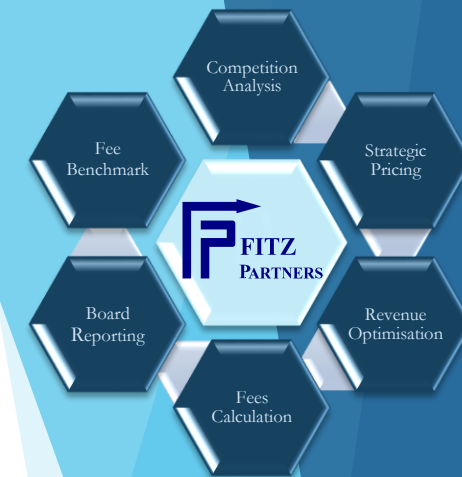 Competition
Analysis
Fee
Benchmark
Strategic
Pricing
FITZ
PARTNERS
Board
Reporting
Revenue
Optimisation
Fees
Calculation